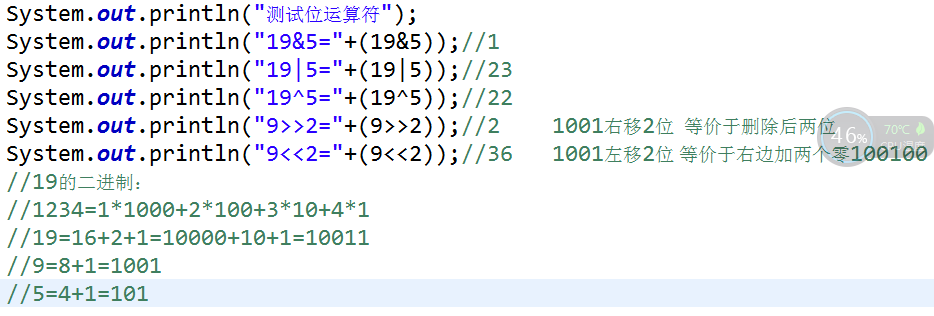 System.out.println("测试位运算符");
System.out.println("19&5="+(19&5));//1
System.out.println("19|5="+(19|5));//23
System.out.println("19^5="+(19^5));//22
System.out.println("9>>2="+(9>>2));//2 1001右移2位 等价于删除后两位
System.out.println("9<<2="+(9<<2));//36 1001左移2位 等价于右边加两个零100100
//19的二进制：
//1234=1*1000+2*100+3*10+4*1
//19=16+2+1=10000+10+1=10011
//9=8+1=1001
//5=4+1=101
46%
70℃